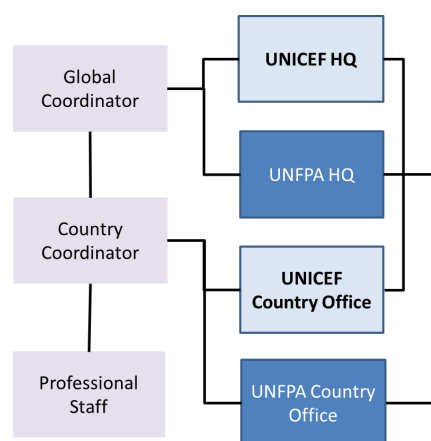 Global
Coordinator
UNICEF HQ
UNFPA HQ
Country
Coordinator
UNICEF
Country Office
Professional
Staff
UNFPA Country
Office